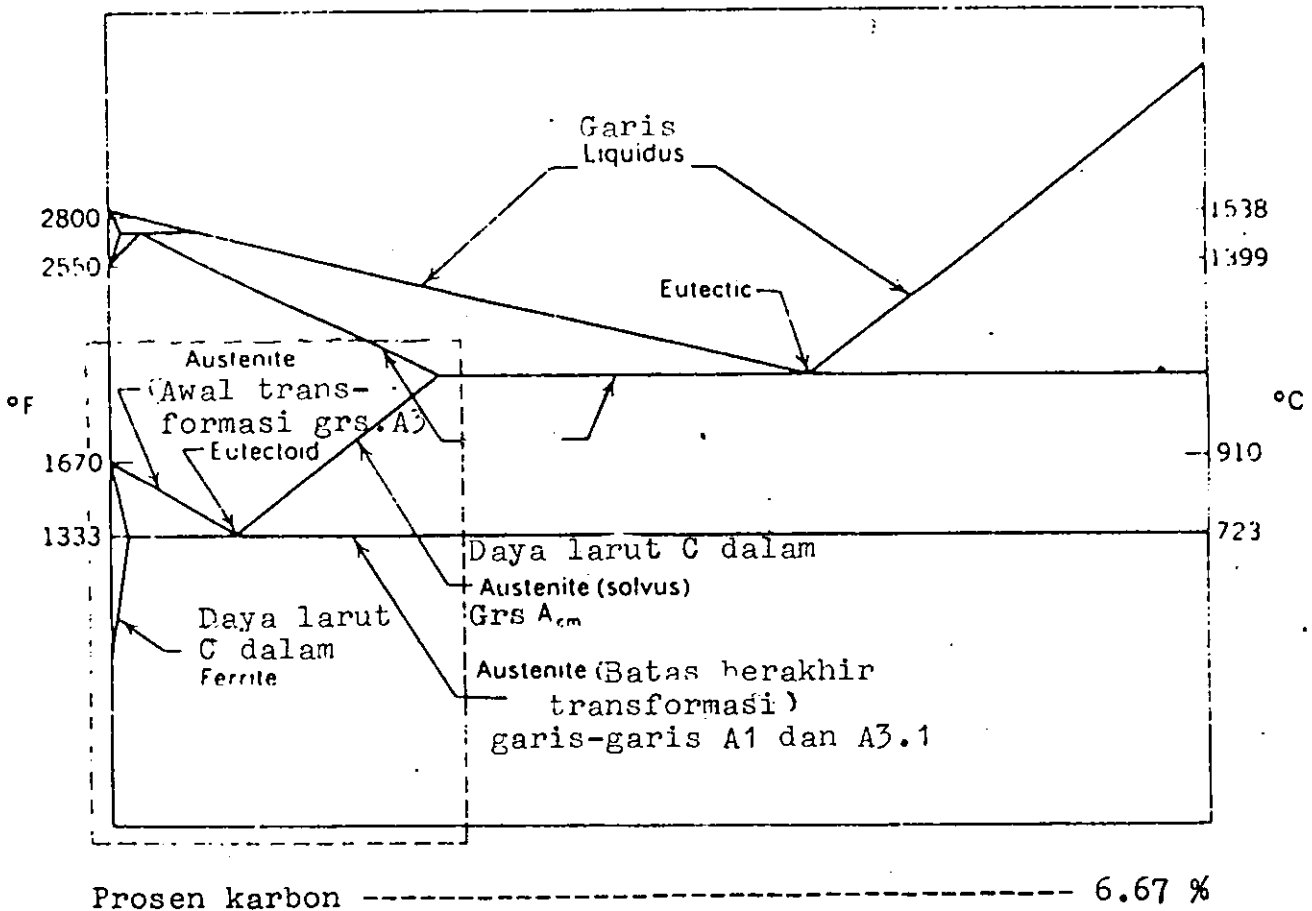 Garis
Liquidus
2800
1538
2550
1399
Eutectic
Austenite
(Awal trans-
formasi grs.A3
°F
°C
Eutectoid
1670
910
1333
723
Daya larut C dalam
Austenite (solvus)
Grs Acm
Daya larut
C dalam
Ferrite
Austenite (Batas berakhir
transformasi)
garis-garis A1 dan A3.1
Prosen karbon 6.67 %